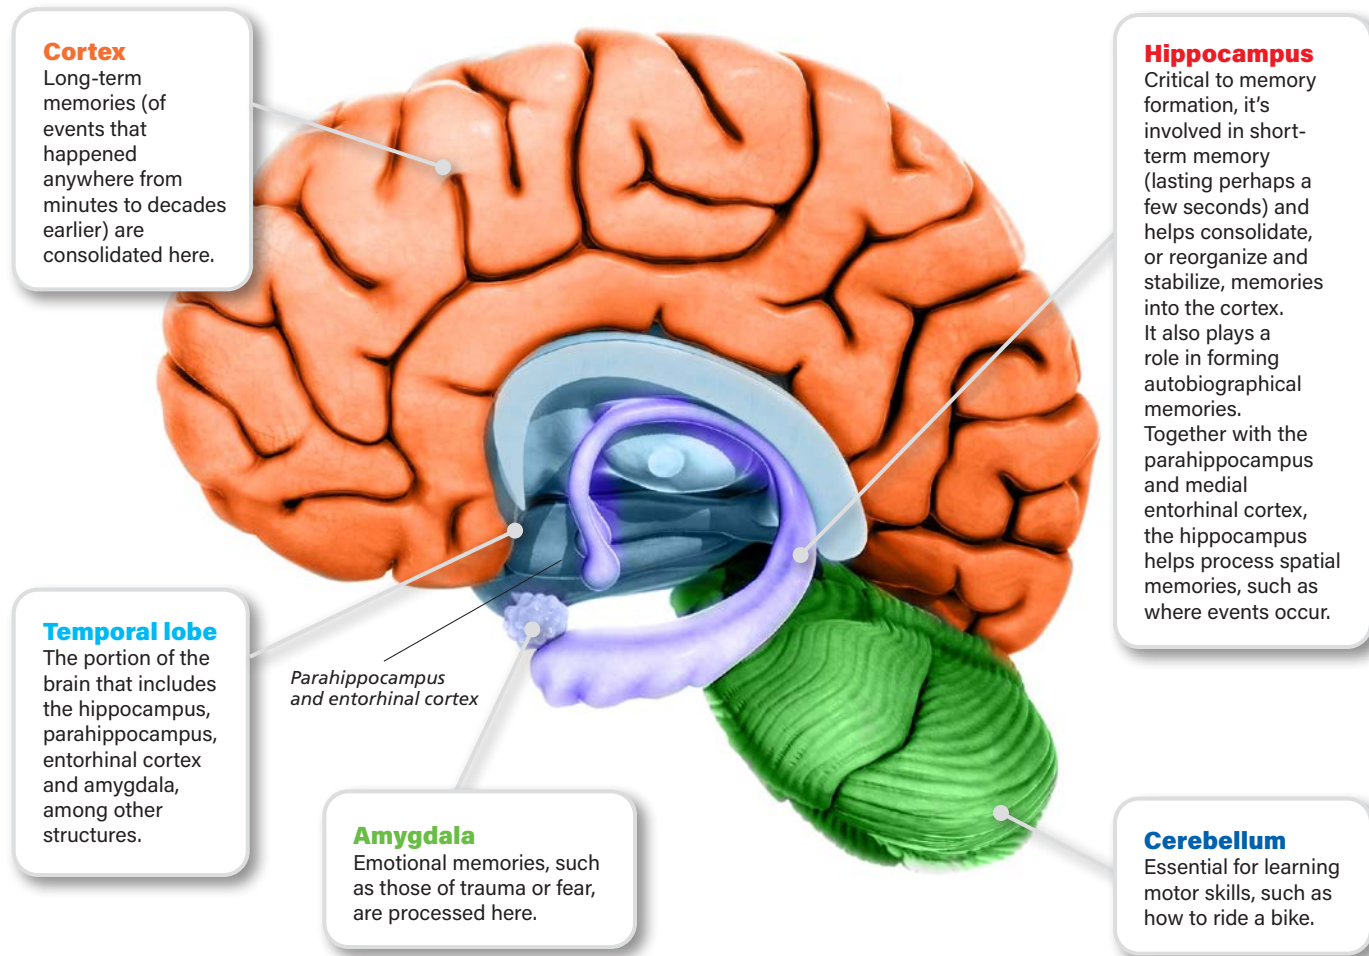 Cortex
Long-term
memories (of
events that
happened
anywhere from
minutes to decades
earlier) are
consolidated here.
Hippocampus
Critical to memory
formation, it’s
involved in short-
term memory
(lasting perhaps a
few seconds) and
helps consolidate,
or reorganize and
stabilize, memories
into the cortex.
It also plays a
role in forming
autobiographical
memories.
Together with the
parahippocampus
and medial
entorhinal cortex,
the hippocampus
helps process spatial
memories, such as
where events occur.
Temporal lobe
The portion of the
brain that includes
the hippocampus,
parahippocampus,
entorhinal cortex
and amygdala,
among other
structures.
Parahippocampus
and entorhinal cortex
Amygdala
Emotional memories, such
as those of trauma or fear,
are processed here.
Cerebellum
Essential for learning
motor skills, such as
how to ride a bike.